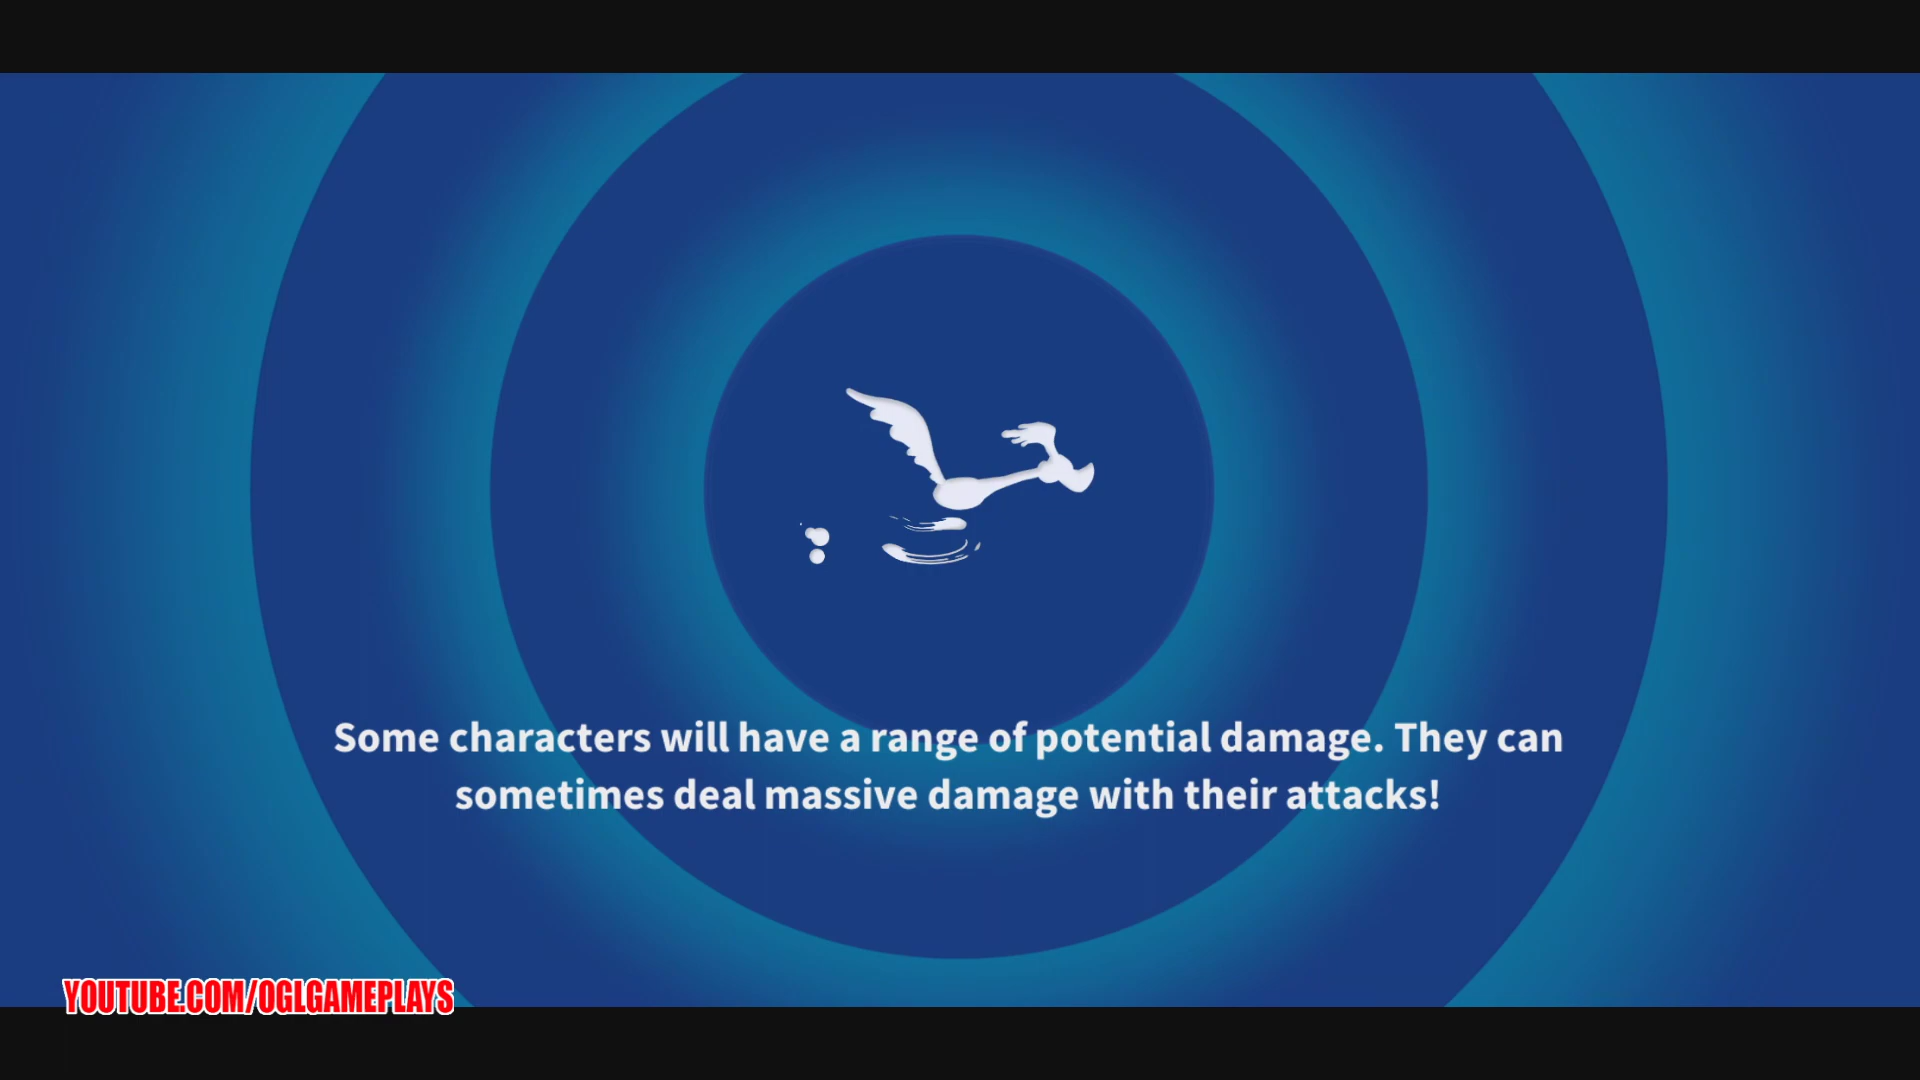 Some characters will have a range of potential damage. They can
sometimes deal massive damage with their attacks!
YOUTUBE.COM/OGLGAMEPLAYS